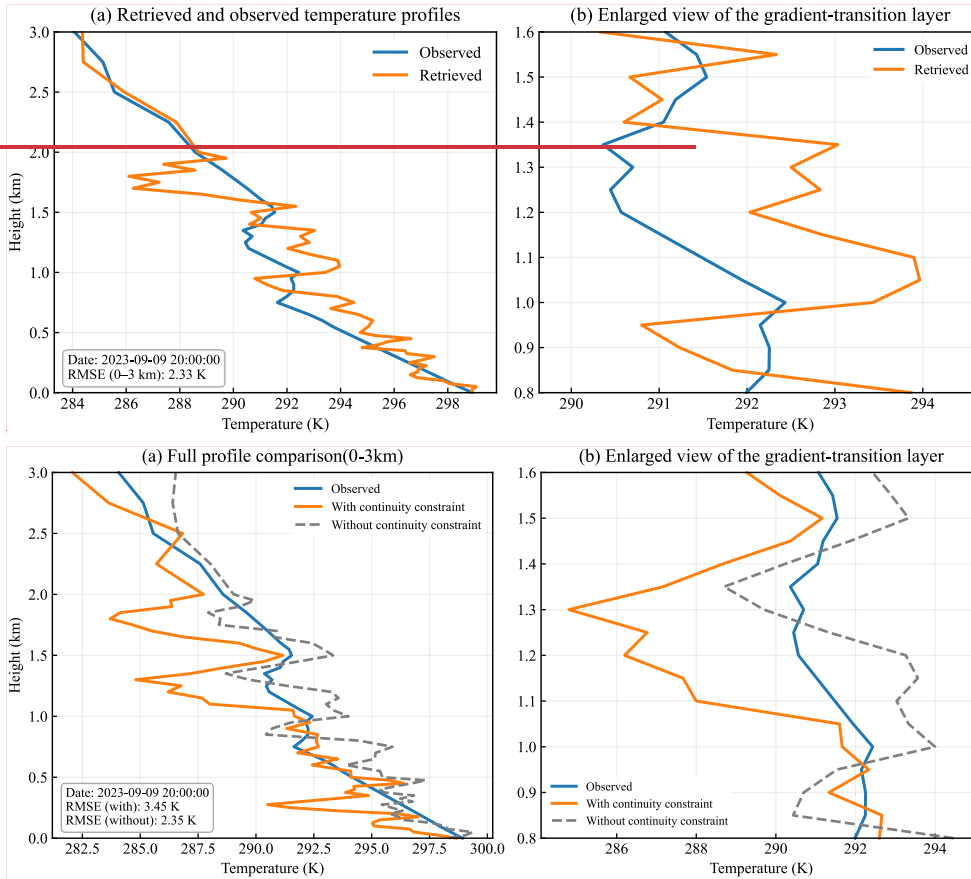 (a) Retrieved and observed temperature profiles
3.0
2.5
2.0
1.5
1.0
0.5
0.0
Height (km)
Observed
Retrieved
Date: 2023-09-09 20:00:00
RMSE (0–3 km): 2.33 K
284 286 288 290 292 294 296 298
Temperature (K)
(b) Enlarged view of the gradient-transition layer
1.6
1.5
1.4
1.3
1.2
1.1
1.0
0.9
0.8
Observed
Retrieved
290 291 292 293 294
Temperature (K)
(a) Full profile comparison(0-3km)
3.0
2.5
2.0
1.5
1.0
0.5
0.0
Height (km)
Observed
With continuity constraint
Without continuity constraint
Date: 2023-09-09 20:00:00
RMSE (with): 3.45 K
RMSE (without): 2.35 K
282.5 285.0 287.5 290.0 292.5 295.0 297.5 300.0
Temperature (K)
(b) Enlarged view of the gradient-transition layer
1.6
1.5
1.4
1.3
1.2
1.1
1.0
0.9
0.8
Observed
With continuity constraint
Without continuity constraint
286 288 290 292 294
Temperature (K)